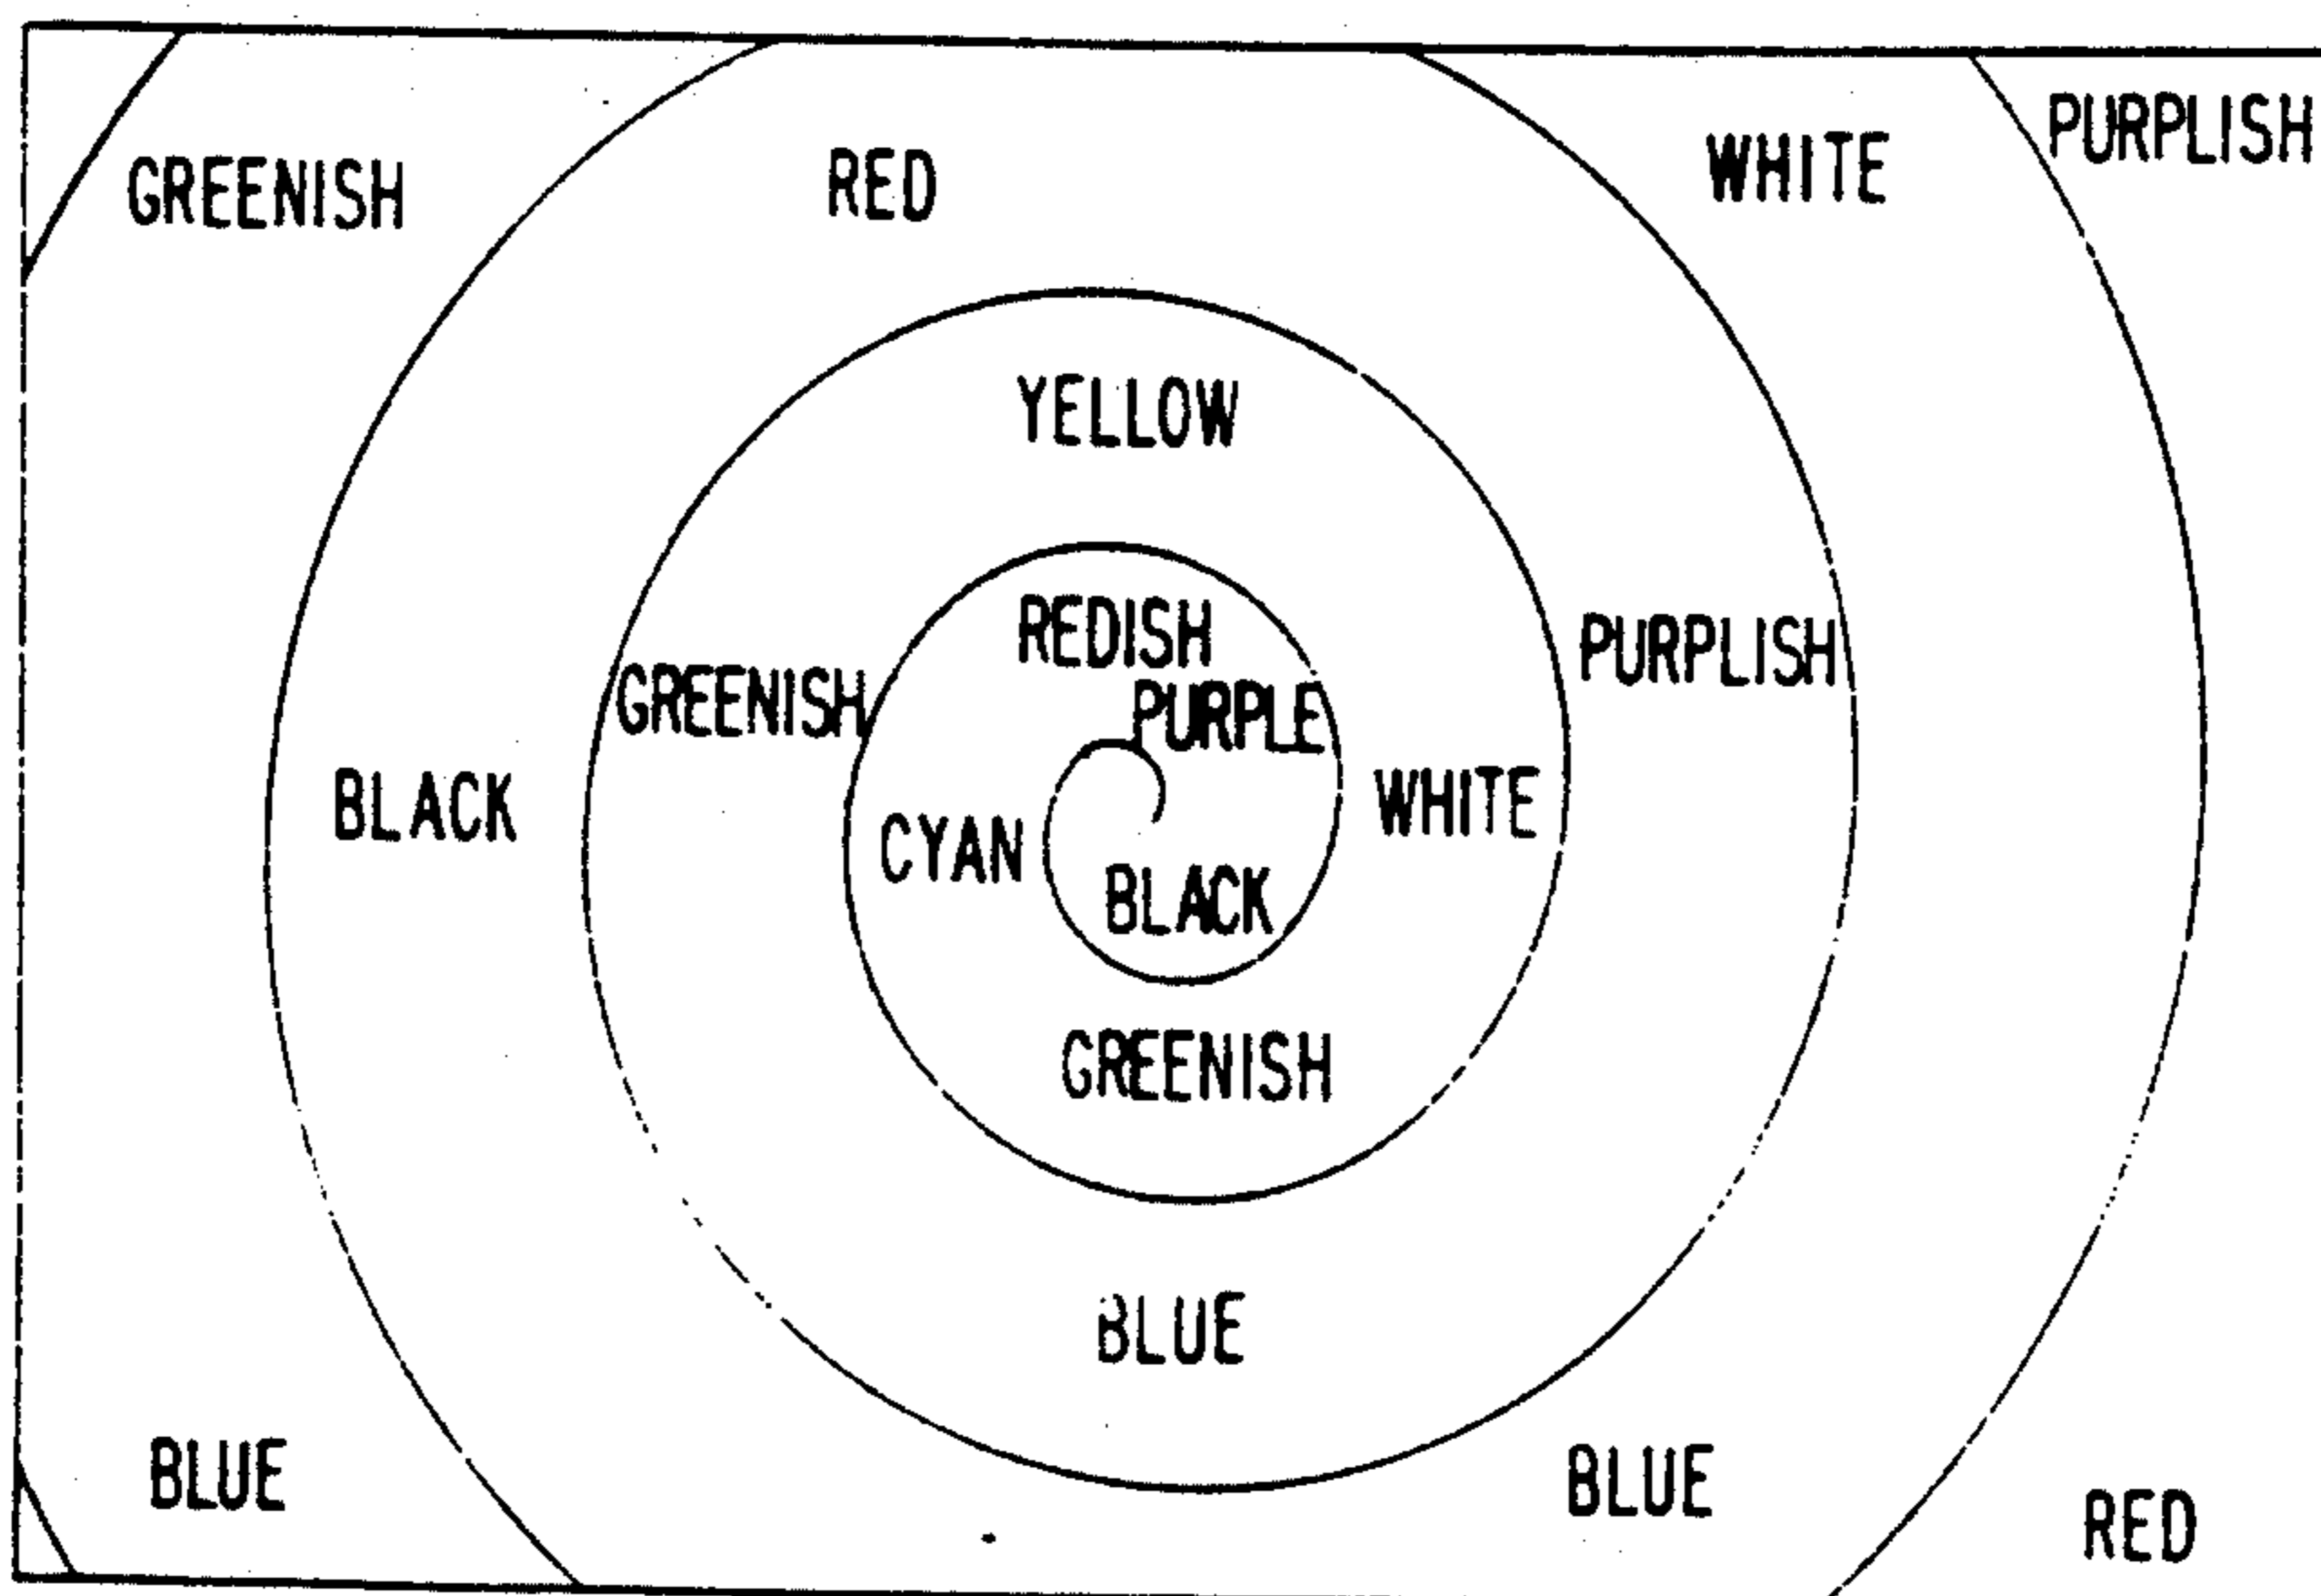 PURPLISH
WHITE
GREENISH
RED
YELLOW
REDISH
PURPLE
PURPLISH
GREENISH
BLACK
WHITE
CYAN
BLACK
GREENISH
BLUE
BLUE
BLUE
RED